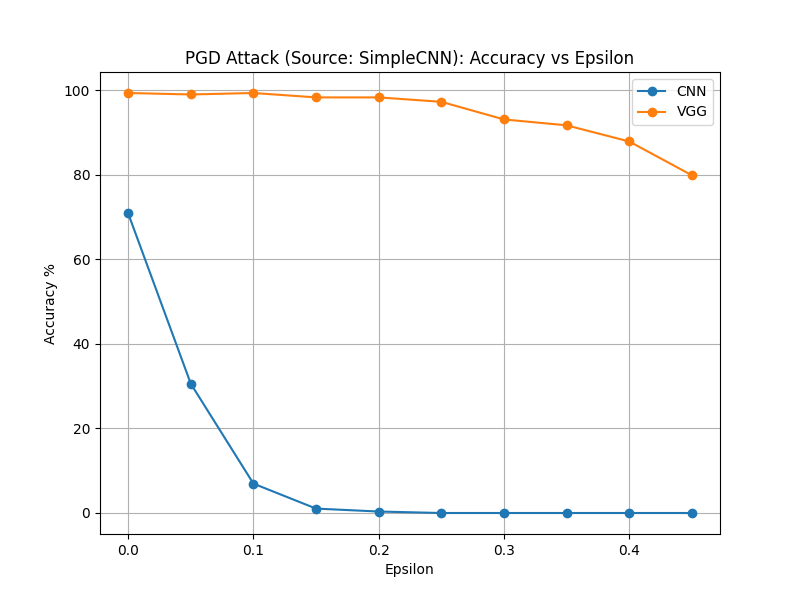 PGD Attack (Source: SimpleCNN): Accuracy vs Epsilon
CNN
VGG
100
80
60
40
20
0
Accuracy %
0.0 0.1 0.2 0.3 0.4
Epsilon